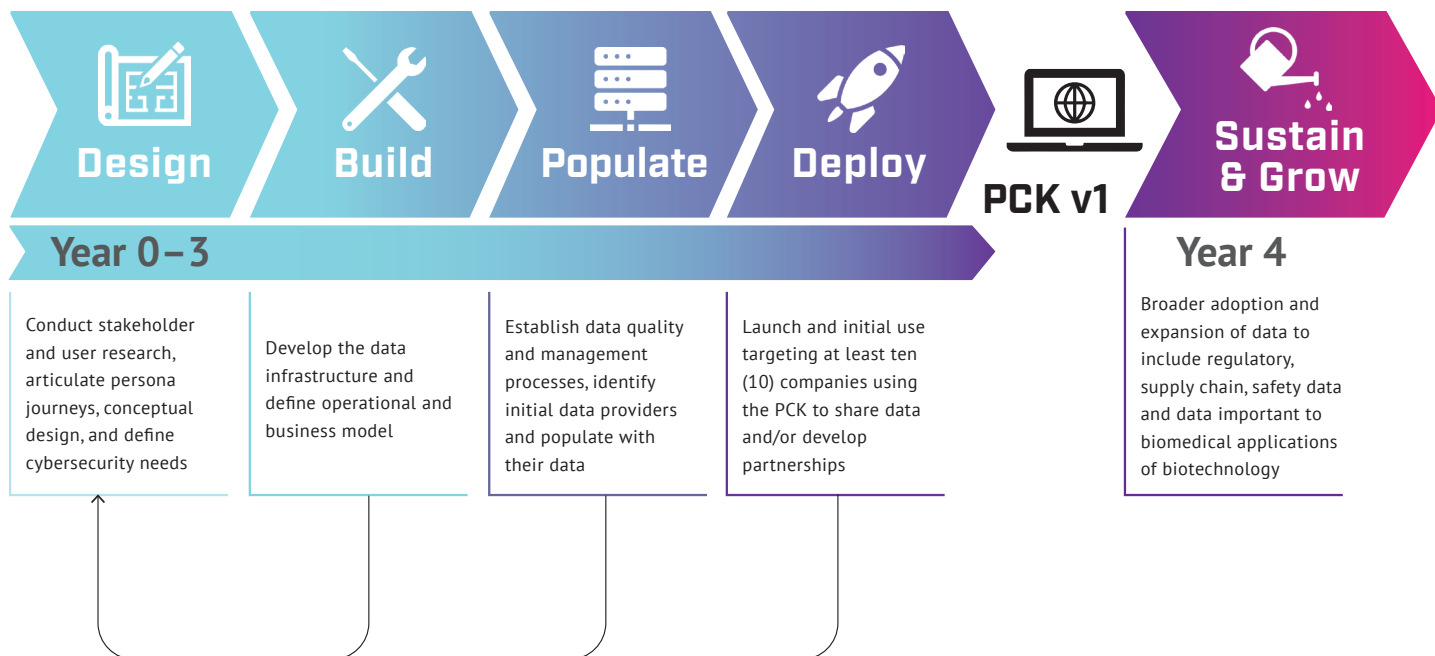 Design
Build
Populate
Deploy
PCK v1
Sustain
& Grow
Year 0–3
Year 4
Conduct stakeholder
and user research,
articulate persona
journeys, conceptual
design, and define
cybersecurity needs
Develop the data
infrastructure and
define operational and
business model
Establish data quality
and management
processes, identify
initial data providers
and populate with
their data
Launch and initial use
targeting at least ten
(10) companies using
the PCK to share data
and/or develop
partnerships
Broader adoption and
expansion of data to
include regulatory,
supply chain, safety data
and data important to
biomedical applications
of biotechnology